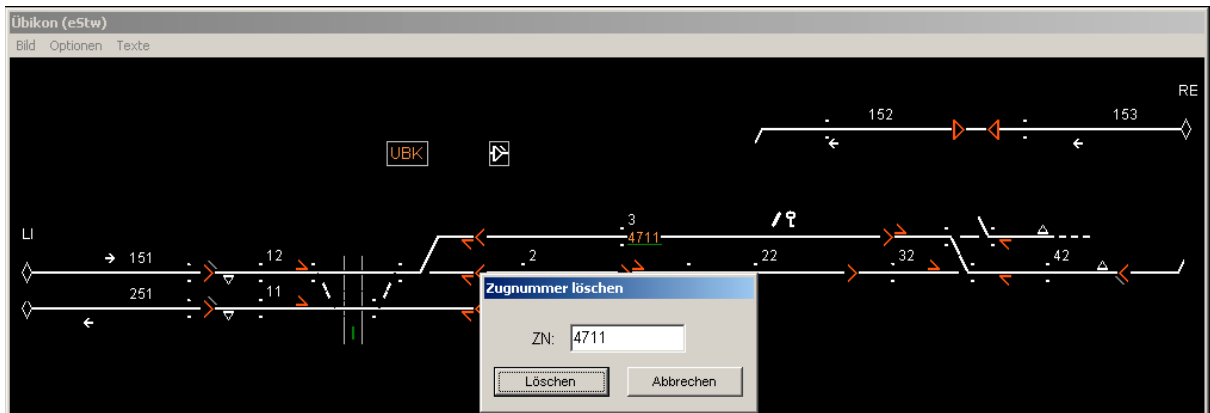 Übikon (eStw)
Bild Optionen Texte
RE
152 153
UBK
3
4711
LI
151 12 2 22 32 42
251 11
Zugnummer löschen
ZN: 4711
Löschen Abbrechen